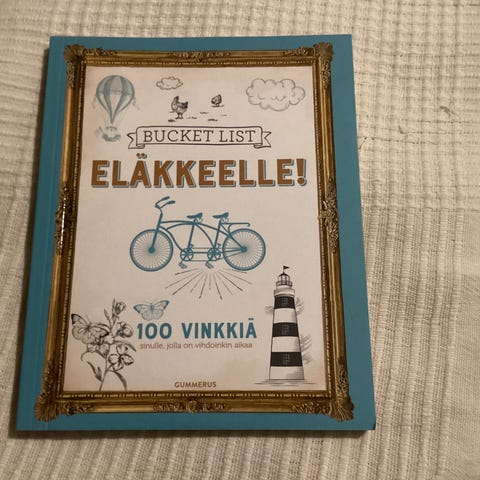 BUCKET LIST
ELÄKKEELLE!
100 VINKKIÄ
sinulle, jolla on vihdoinkin aikaa
GUMMERUS